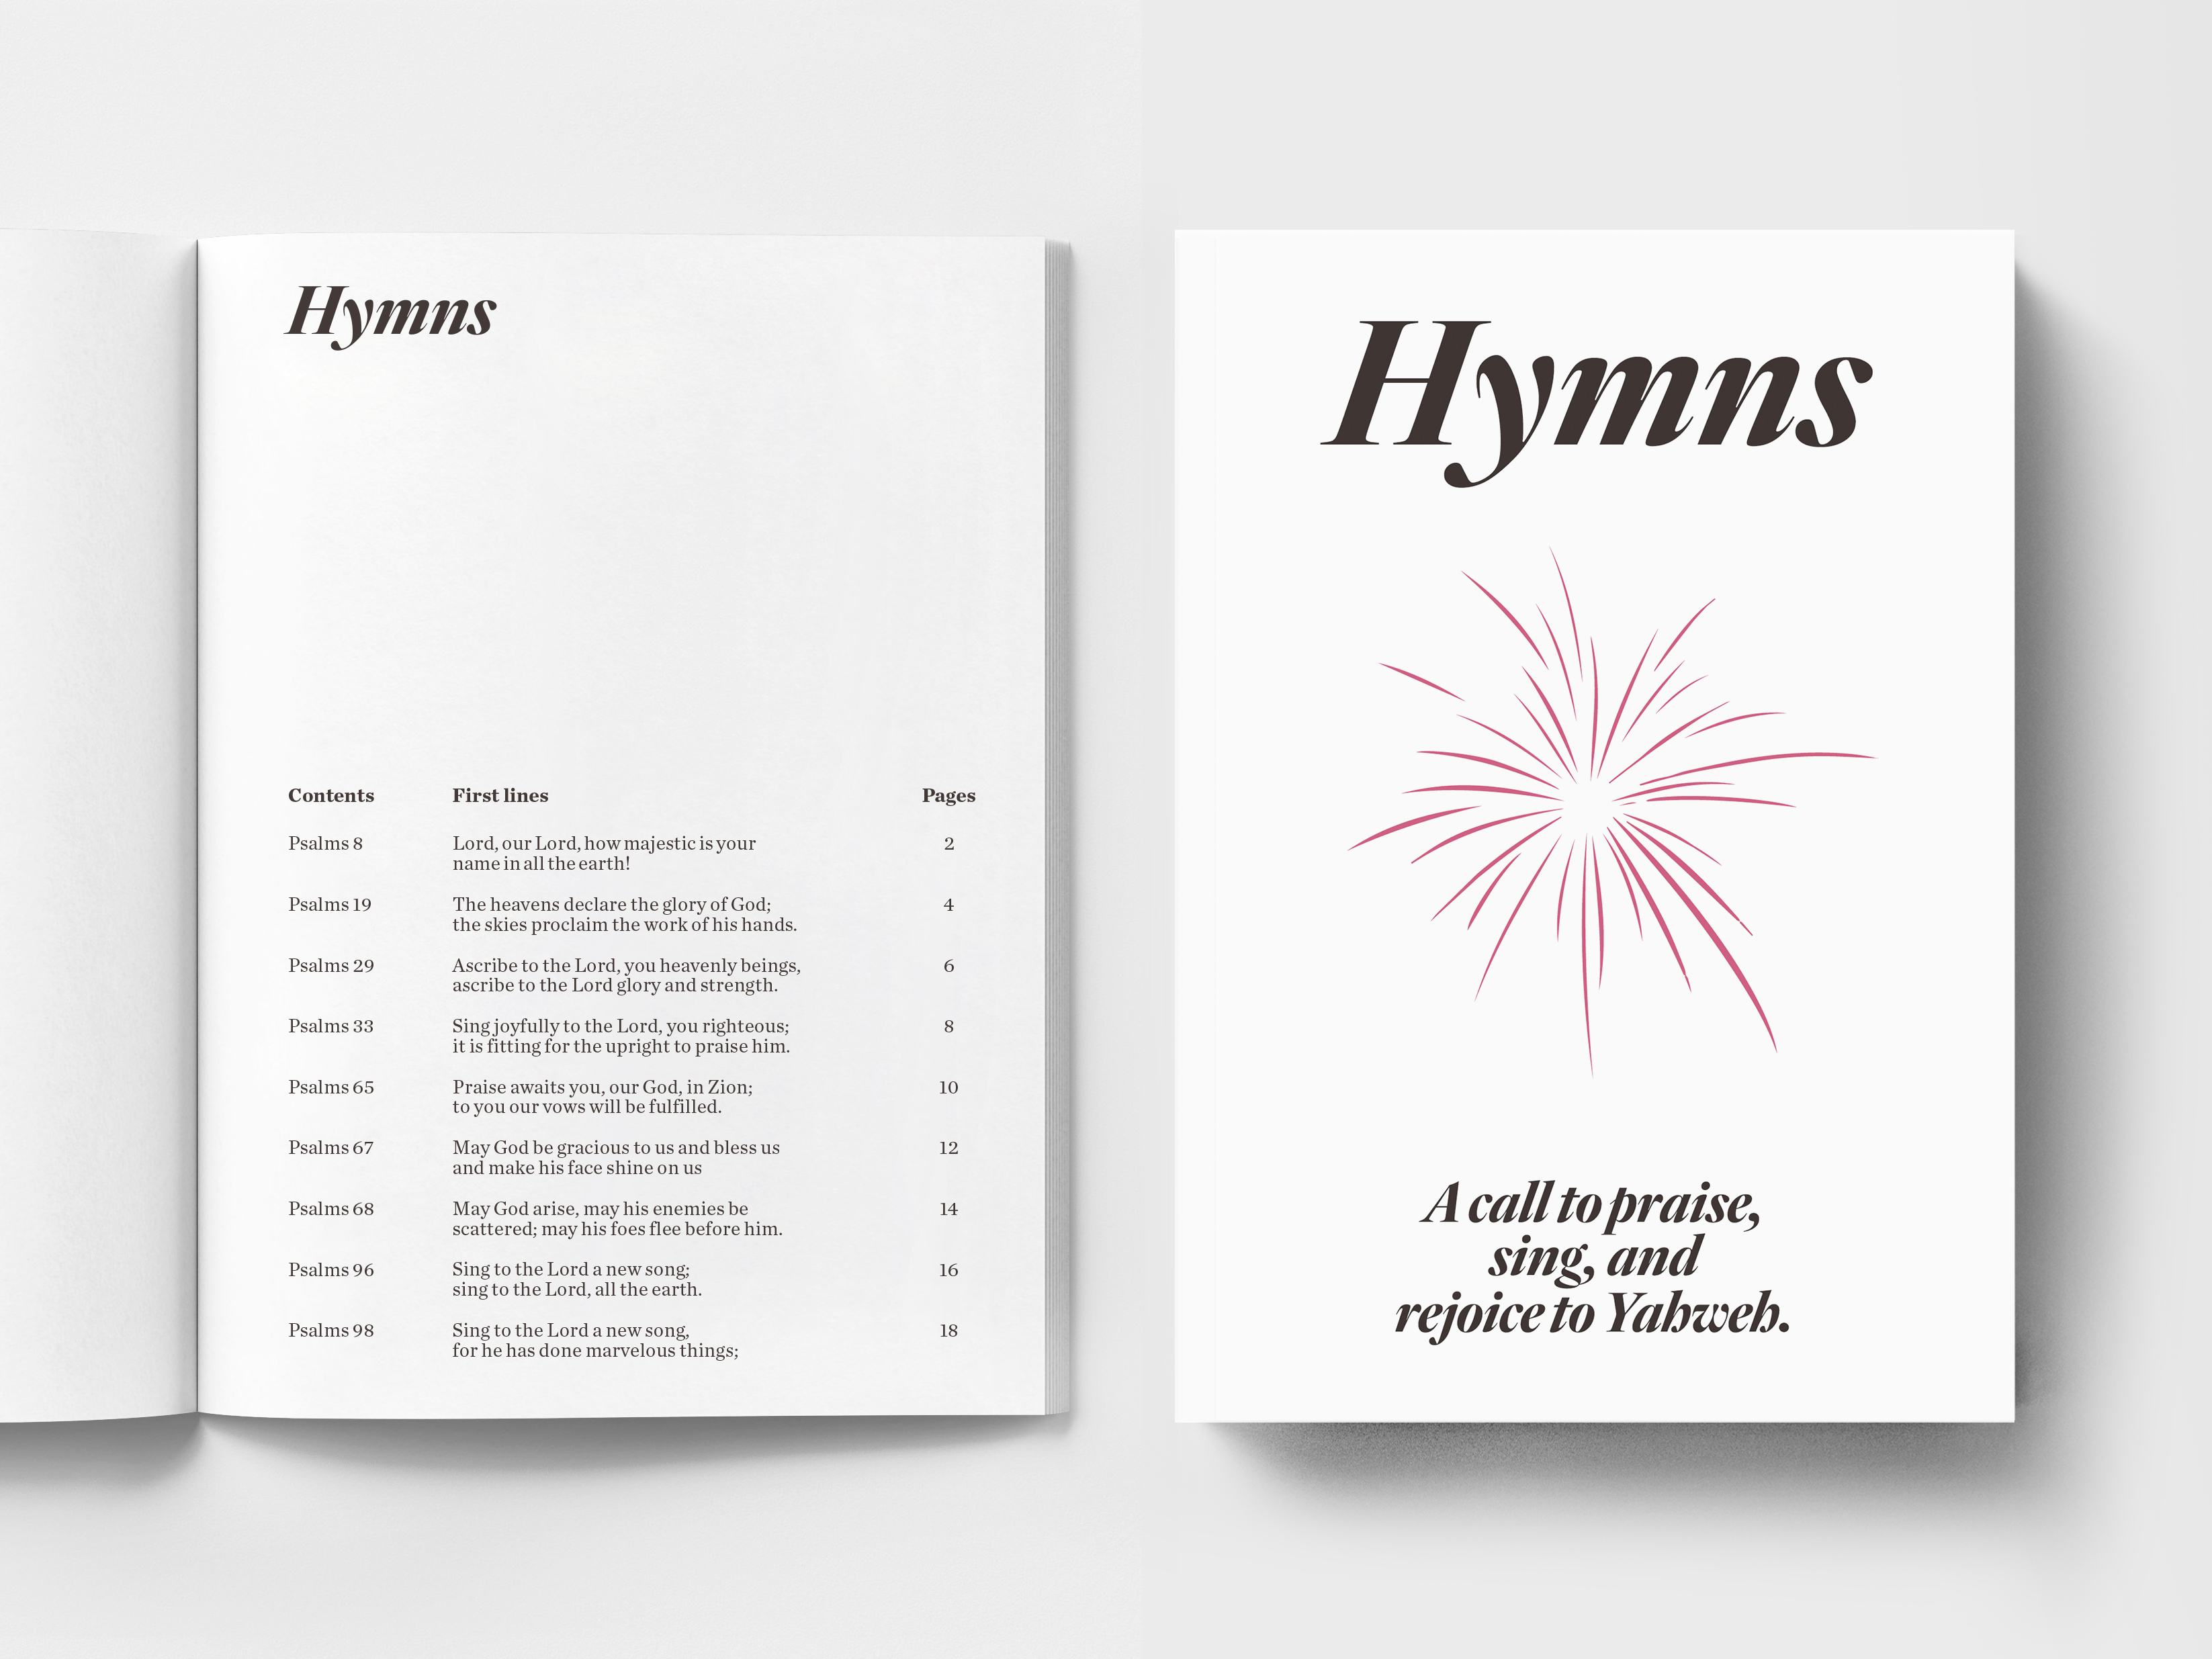 Hymns
Contents First lines Pages
Psalms 8 Lord, our Lord, how majestic is your 2
name in all the earth!
Psalms 19 The heavens declare the glory of God; 4
the skies proclaim the work of his hands.
Psalms 29 Ascribe to the Lord, you heavenly beings, 6
ascribe to the Lord glory and strength.
Psalms 33 Sing joyfully to the Lord, you righteous; 8
it is fitting for the upright to praise him.
Psalms 65 Praise awaits you, our God, in Zion; 10
to you our vows will be fulfilled.
Psalms 67 May God be gracious to us and bless us 12
and make his face shine on us
Psalms 68 May God arise, may his enemies be 14
scattered; may his foes flee before him.
Psalms 96 Sing to the Lord a new song; 16
sing to the Lord, all the earth.
Psalms 98 Sing to the Lord a new song, 18
for he has done marvelous things;
Hymns
A call to praise,
sing, and
rejoice to Yahweh.